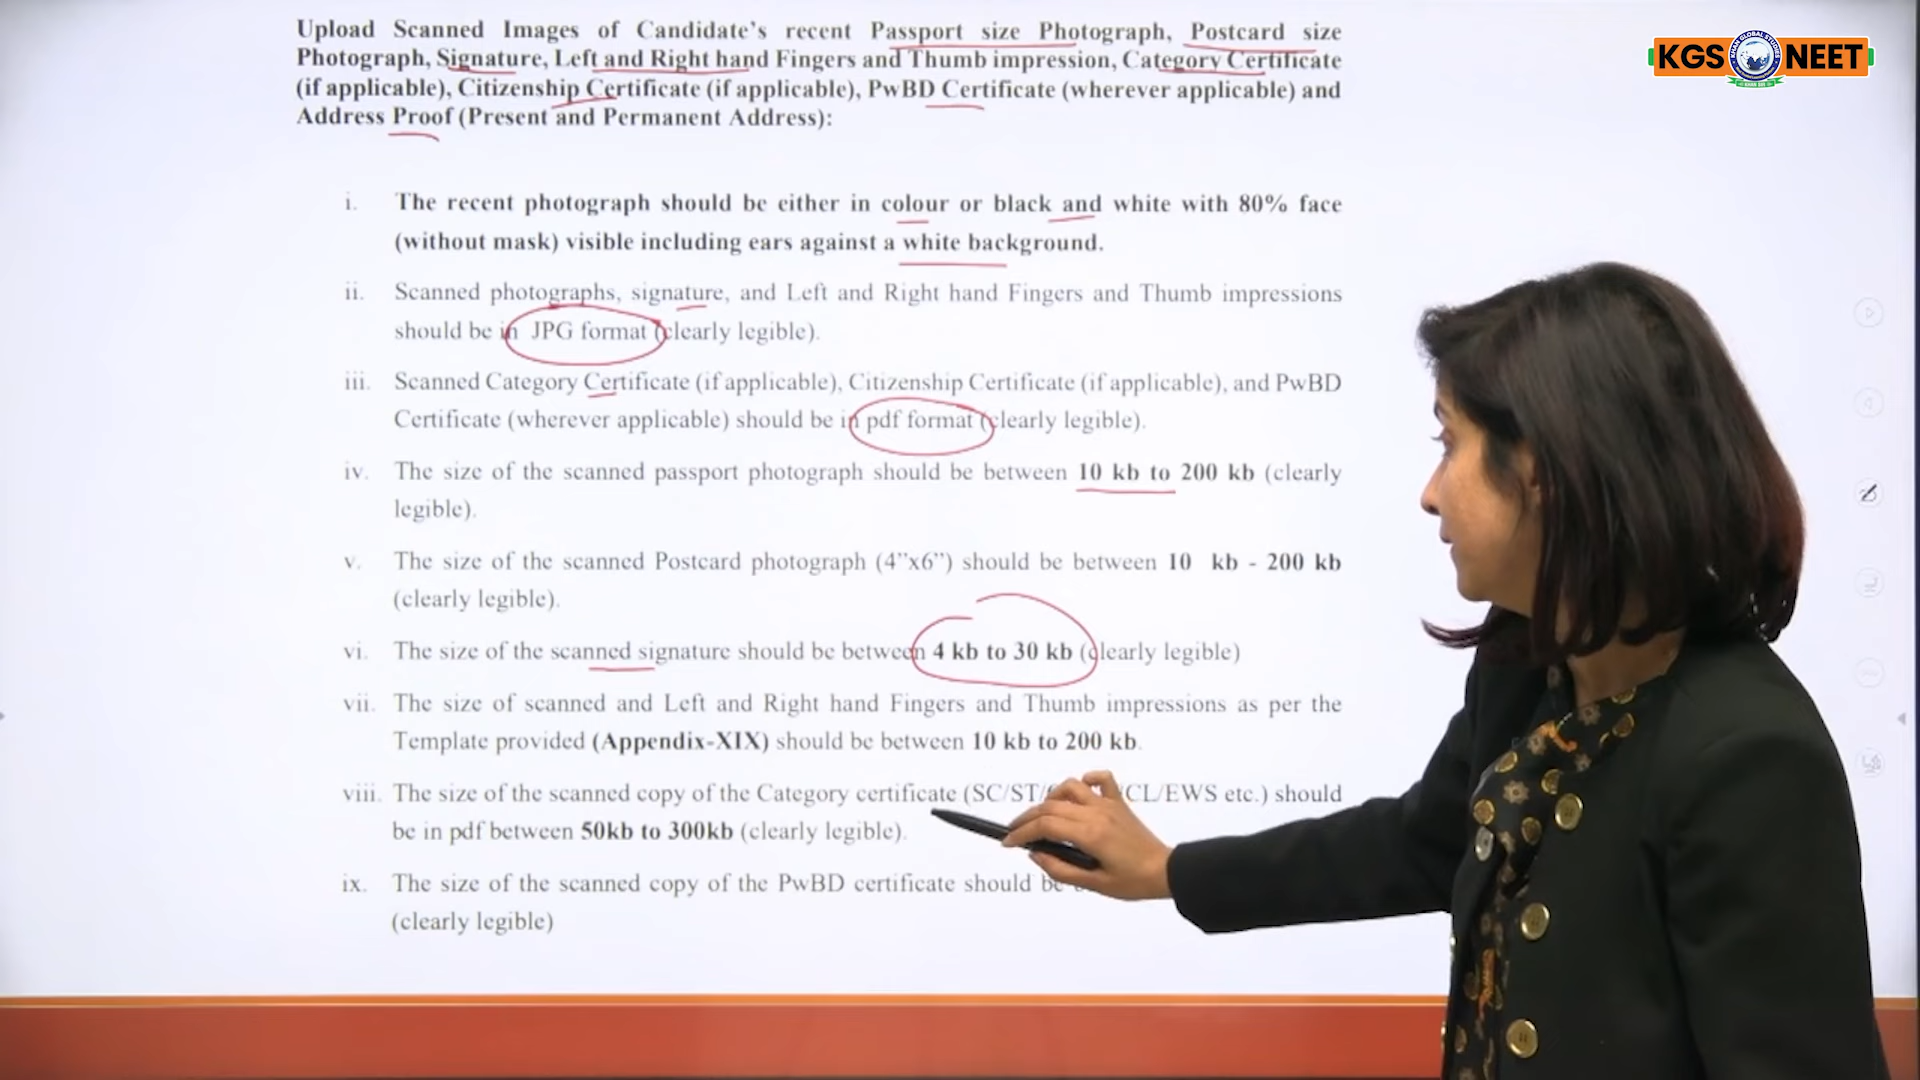 Upload Scanned Images of Candidate's recent Passport size Photograph, Postcard size
Photograph, Signature, Left and Right hand Fingers and Thumb impression, Category Certificate
(if applicable), Citizenship Certificate (if applicable), PwBD Certificate (wherever applicable) and
Address Proof (Present and Permanent Address):
i. The recent photograph should be either in colour or black and white with 80% face
(without mask) visible including ears against a white background.
ii. Scanned photographs, signature, and Left and Right hand Fingers and Thumb impressions
should be in JPG format (clearly legible).
iii. Scanned Category Certificate (if applicable), Citizenship Certificate (if applicable), and PwBD
Certificate (wherever applicable) should be in pdf format (clearly legible).
iv. The size of the scanned passport photograph should be between 10 kb to 200 kb (clearly
legible).
v. The size of the scanned Postcard photograph (4”x6”) should be between 10 kb - 200 kb
(clearly legible).
vi. The size of the scanned signature should be between 4 kb to 30 kb (clearly legible)
vii. The size of scanned and Left and Right hand Fingers and Thumb impressions as per the
Template provided (Appendix-XIX) should be between 10 kb to 200 kb.
viii. The size of the scanned copy of the Category certificate (SC/ST/ CL/EWS etc.) should
be in pdf between 50kb to 300kb (clearly legible).
ix. The size of the scanned copy of the PwBD certificate should be
(clearly legible)
KGS NEET